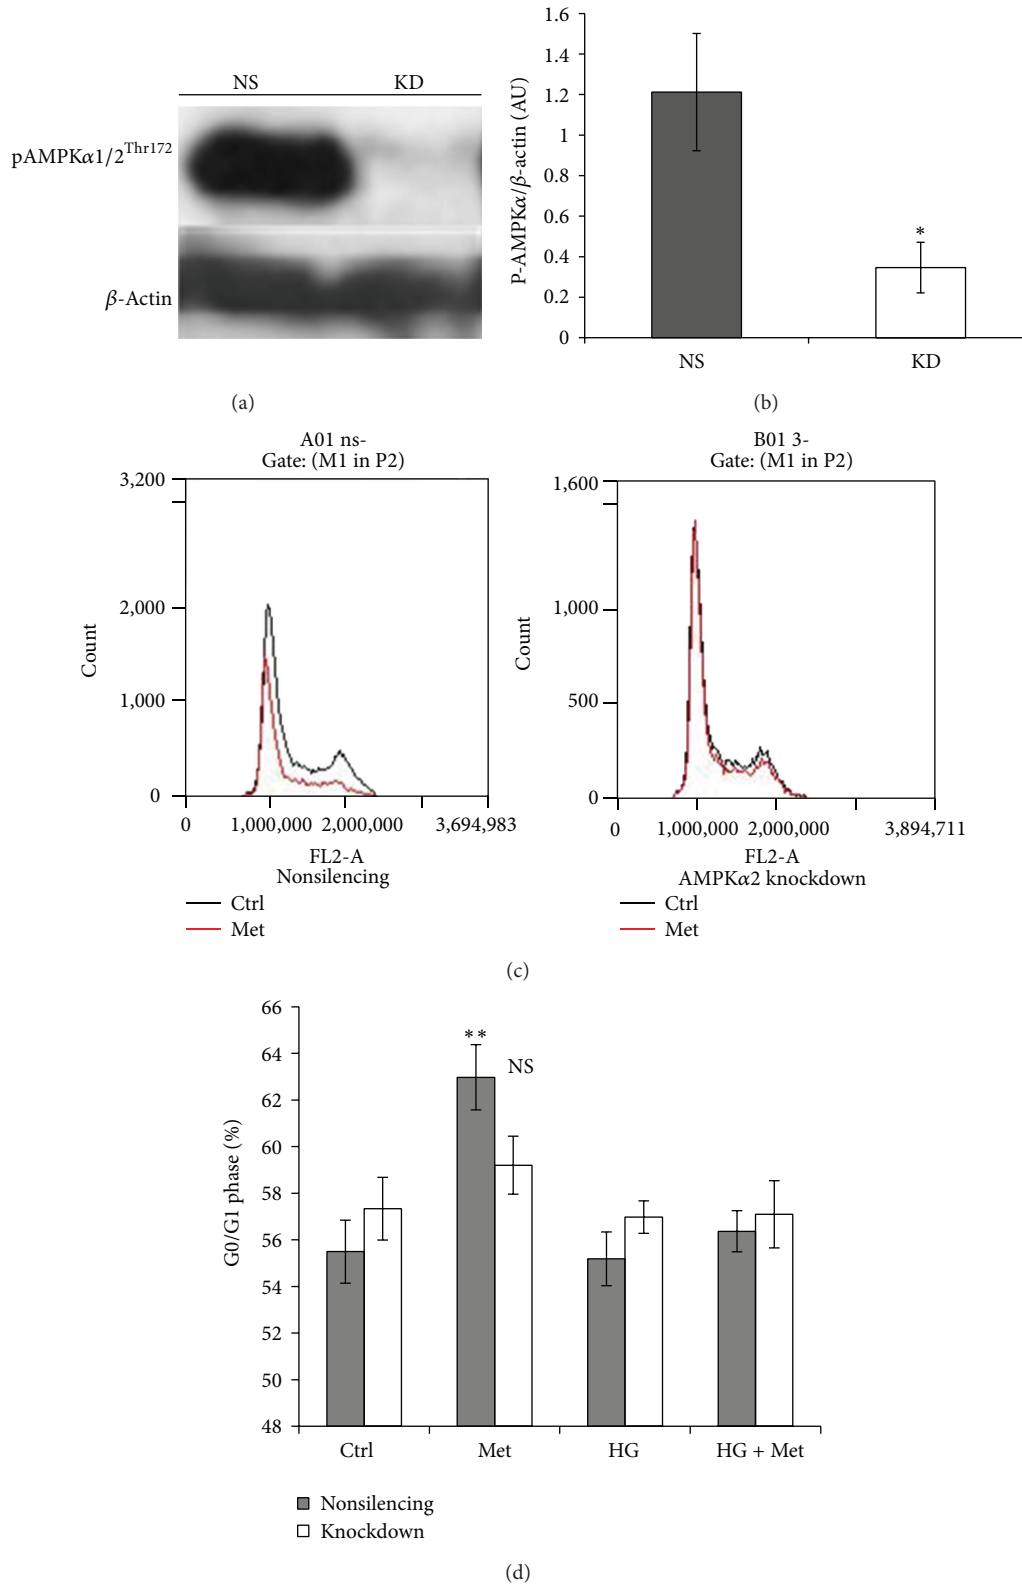 NS KD
pAMPKα1/2Thr172
β-Actin
(a)
1.6
1.4
1.2
1
0.8
0.6
0.4
0.2
0
P-AMPKα/β-actin (AU)
*
NS KD
(b)
A01 ns-
Gate: (M1 in P2)
3,200
2,000
1,000
0
Count
0 1,000,000 2,000,000 3,694,983
FL2-A
Nonsilencing
Ctrl
Met
B01 3-
Gate: (M1 in P2)
1,600
1,000
500
0
Count
0 1,000,000 2,000,000 3,894,711
FL2-A
AMPKα2 knockdown
Ctrl
Met
(c)
66
64
62
60
58
56
54
52
50
48
G0/G1 phase (%)
**
NS
Ctrl Met HG HG + Met
Nonsilencing
Knockdown
(d)